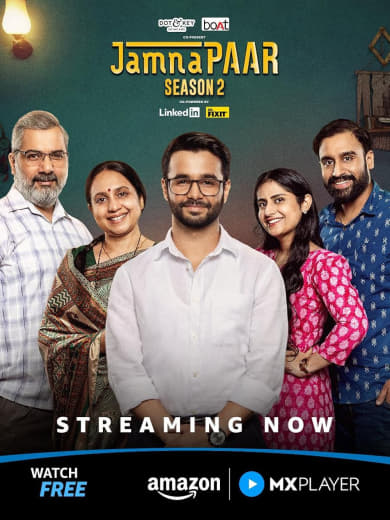 DOT & KEY
boAt
CO-PRESENT
JamnaPAAR
SEASON 2
CO-POWERED BY
LinkedIn
FIXIT
STREAMING NOW
WATCH
FREE
amazon
MXPLAYER